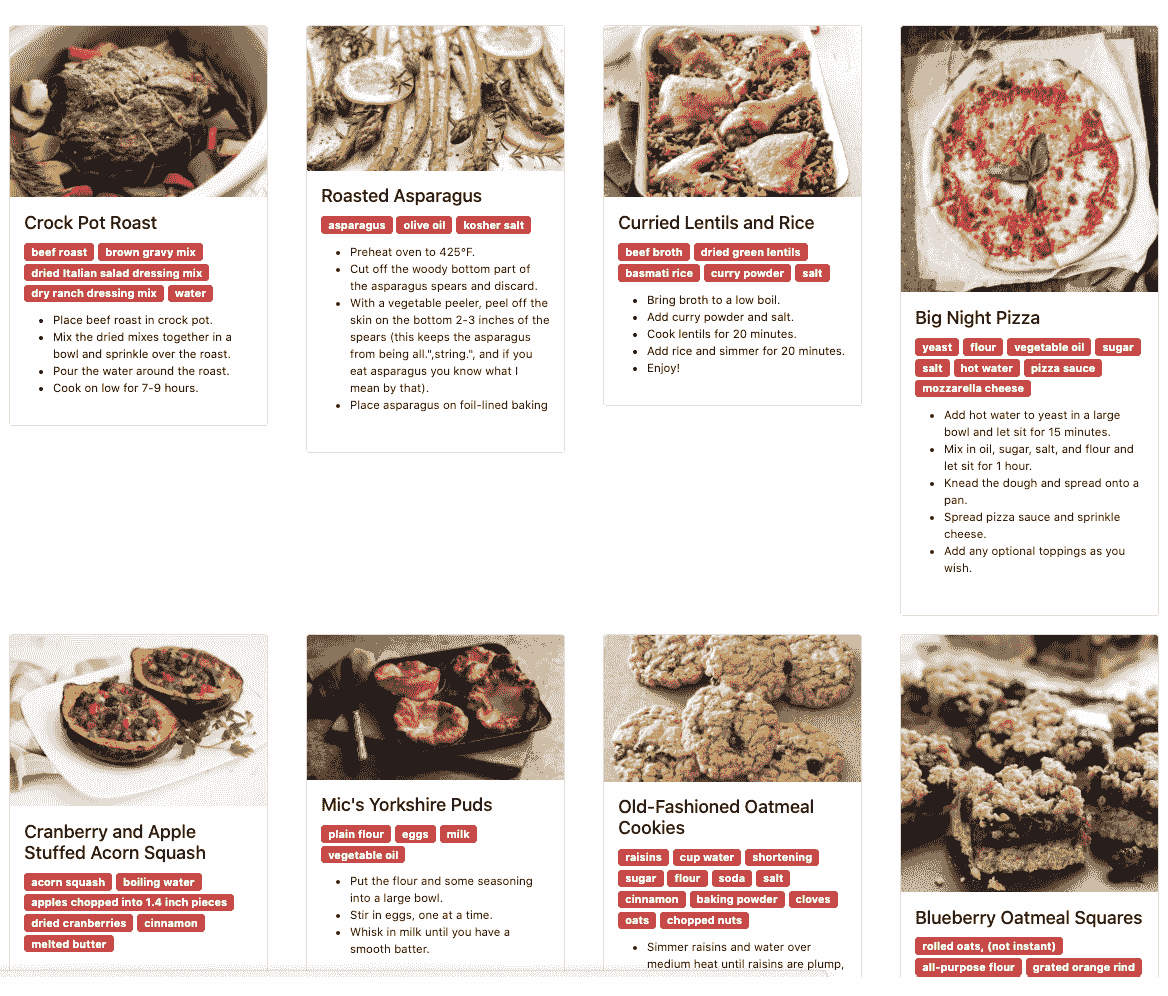 Crock Pot Roast
beef roast brown gravy mix
dried Italian salad dressing mix
dry ranch dressing mix water
Place beef roast in crock pot.
Mix the dried mixes together in a
bowl and sprinkle over the roast.
Pour the water around the roast.
Cook on low for 7-9 hours.
Roasted Asparagus
asparagus olive oil kosher salt
Preheat oven to 425°F.
Cut off the woody bottom part of
the asparagus spears and discard.
With a vegetable peeler, peel off the
skin on the bottom 2-3 inches of the
spears (this keeps the asparagus
from being all.",string.", and if you
eat asparagus you know what I
mean by that).
Place asparagus on foil-lined baking
Curried Lentils and Rice
beef broth dried green lentils
basmati rice curry powder salt
Bring broth to a low boil.
Add curry powder and salt.
Cook lentils for 20 minutes.
Add rice and simmer for 20 minutes.
Enjoy!
Big Night Pizza
yeast flour vegetable oil sugar
salt hot water pizza sauce
mozzarella cheese
Add hot water to yeast in a large
bowl and let sit for 15 minutes.
Mix in oil, sugar, salt, and flour and
let sit for 1 hour.
Knead the dough and spread onto a
pan.
Spread pizza sauce and sprinkle
cheese.
Add any optional toppings as you
wish.
Cranberry and Apple
Stuffed Acorn Squash
acorn squash boiling water
apples chopped into 1.4 inch pieces
dried cranberries cinnamon
melted butter
Mic's Yorkshire Puds
plain flour eggs milk
vegetable oil
Put the flour and some seasoning
into a large bowl.
Stir in eggs, one at a time.
Whisk in milk until you have a
smooth batter.
Old-Fashioned Oatmeal
Cookies
raisins cup water shortening
sugar flour soda salt
cinnamon baking powder cloves
oats chopped nuts
Simmer raisins and water over
medium heat until raisins are plump,
Blueberry Oatmeal Squares
rolled oats, (not instant)
all-purpose flour grated orange rind